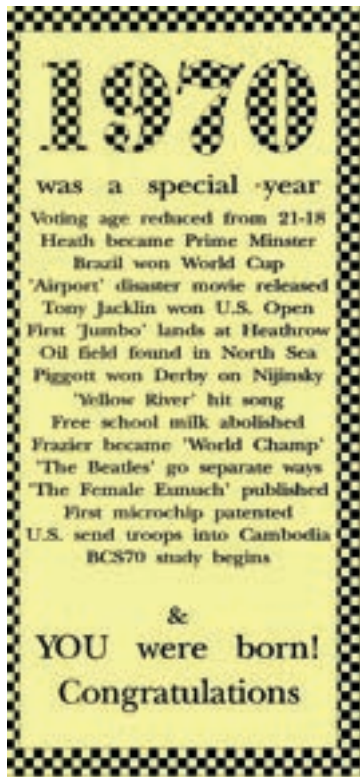 1970
was a special year
Voting age reduced from 21-18
Heath became Prime Minster
Brazil won World Cup
'Airport' disaster movie released
Tony Jacklin won U.S. Open
First 'Jumbo' lands at Heathrow
Oil field found in North Sea
Piggott won Derby on Nijinsky
'Yellow River' hit song
Free school milk abolished
Frazier became 'World Champ'
'The Beatles' go separate ways
'The Female Eunuch' published
First microchip patented
U.S. send troops into Cambodia
BCS70 study begins
&
YOU were born!
Congratulations